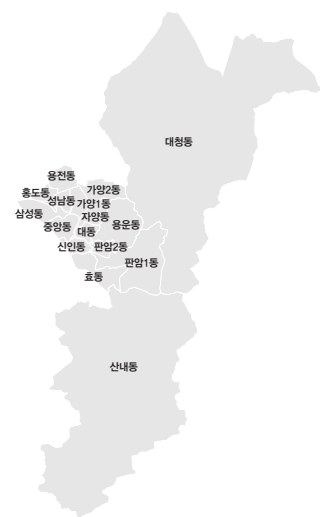 대청동
용전동
홍도동
가양2동
성남동
가양1동
삼성동
자양동
중앙동
용운동
대동
신인동
판암2동
판암1동
효동
산내동